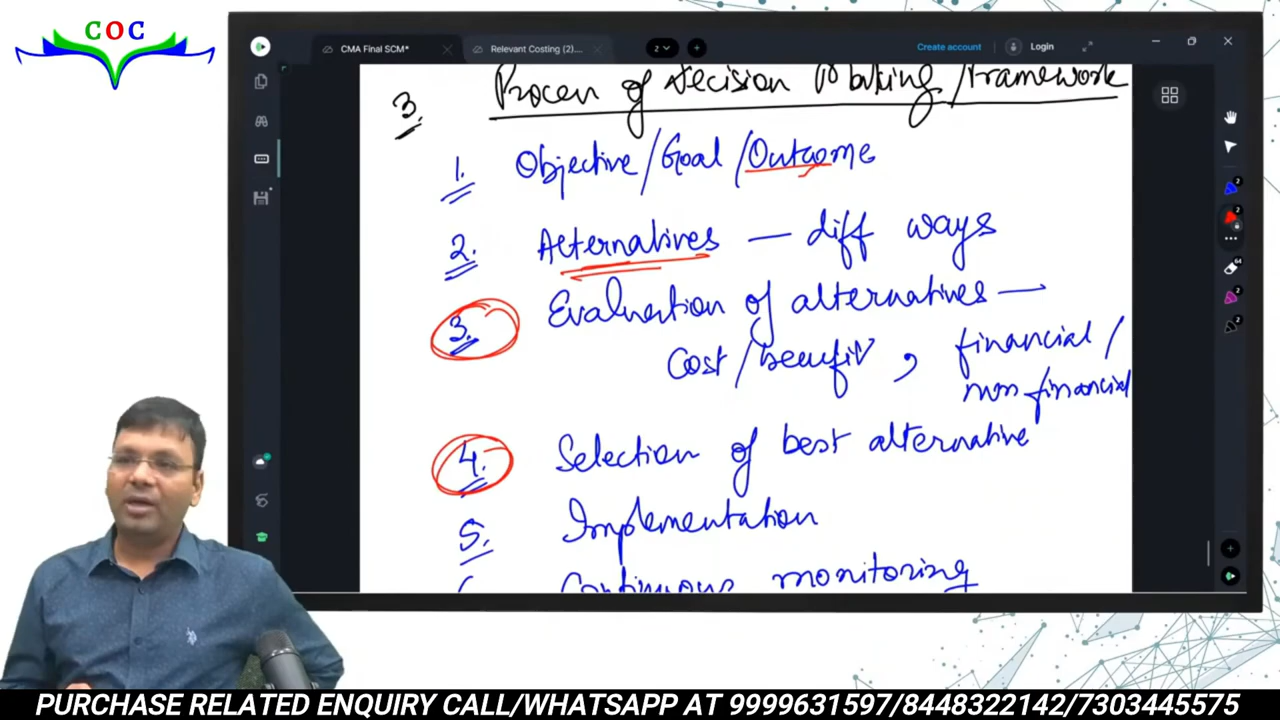 COC
CMA Final SCM*
Relevant Costing (2)...
2
Create account
Login
3. Process of Decision Making/Framework
1. Objective/Goal/Outcome
2. Alternatives — diff ways
3. Evaluation of alternatives —
Cost/benefit, financial/
non financial
4. Selection of best alternative
5. Implementation
Continuous monitoring
PURCHASE RELATED ENQUIRY CALL/WHATSAPP AT 9999631597/8448322142/7303445575